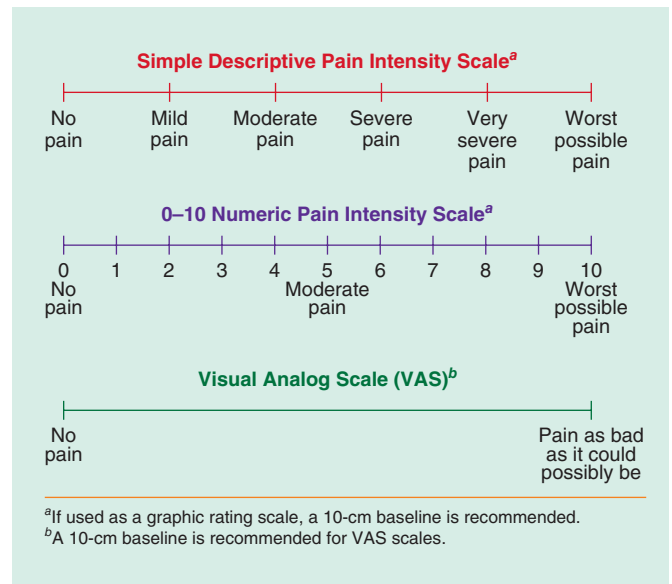 Simple Descriptive Pain Intensity Scale^a
No pain
Mild pain
Moderate pain
Severe pain
Very severe pain
Worst possible pain
0–10 Numeric Pain Intensity Scale^a
0 1 2 3 4 5 6 7 8 9 10
No pain
Moderate pain
Worst possible pain
Visual Analog Scale (VAS)^b
No pain
Pain as bad as it could possibly be
^aIf used as a graphic rating scale, a 10-cm baseline is recommended.
^bA 10-cm baseline is recommended for VAS scales.